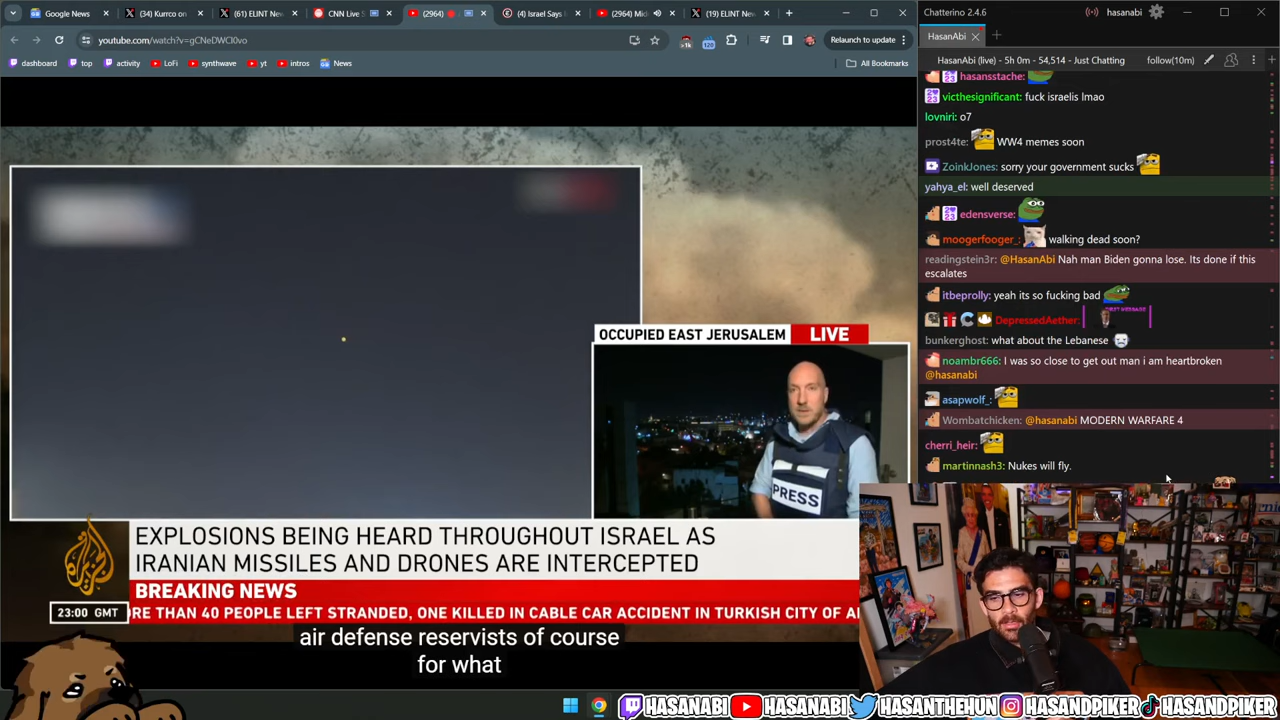 Google News
(34) Kurrco on
(61) ELINT New
CNN Live S
(2964)
(4) Israel Says
(2964) Mid
(19) ELINT New
youtube.com/watch?v=gCNeDWCI0vo
>1k
120
Relaunch to update
dashboard
top
activity
LoFi
synthwave
yt
intros
News
All Bookmarks
OCCUPIED EAST JERUSALEM LIVE
PRESS
EXPLOSIONS BEING HEARD THROUGHOUT ISRAEL AS
IRANIAN MISSILES AND DRONES ARE INTERCEPTED
BREAKING NEWS
23:00 GMT
RE THAN 40 PEOPLE LEFT STRANDED, ONE KILLED IN CABLE CAR ACCIDENT IN TURKISH CITY OF A
air defense reservists of course
for what
Chatterino 2.4.6
hasanabi
HasanAbi
HasanAbi (live) - 5h 0m - 54,514 - Just Chatting
follow(10m)
hasansstache:
victhesignificant: fuck israelis lmao
lovniri: o7
prost4te: WW4 memes soon
ZoinkJones: sorry your government sucks
yahya_el: well deserved
edensverse:
moogerfooger_: walking dead soon?
readingstein3r: @HasanAbi Nah man Biden gonna lose. Its done if this
escalates
itbeprolly: yeah its so fucking bad
DepressedAether:
bunkerghost: what about the Lebanese
noambr666: I was so close to get out man i am heartbroken
@hasanabi
asapwolf_:
Wombatchicken: @hasanabi MODERN WARFARE 4
cherri_heir:
martinnash3: Nukes will fly.
HASANABI
HASANABI
HASANTHEHUN
HASANDPIKER
HASANDPIKER